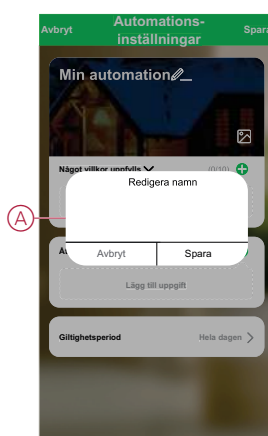 Avbryt
Automations-
inställningar
Spara
Min automation
Något villkor uppfylls (0/10)
Redigera namn
A
Avbryt Spara
Lägg till uppgift
Giltighetsperiod Hela dagen